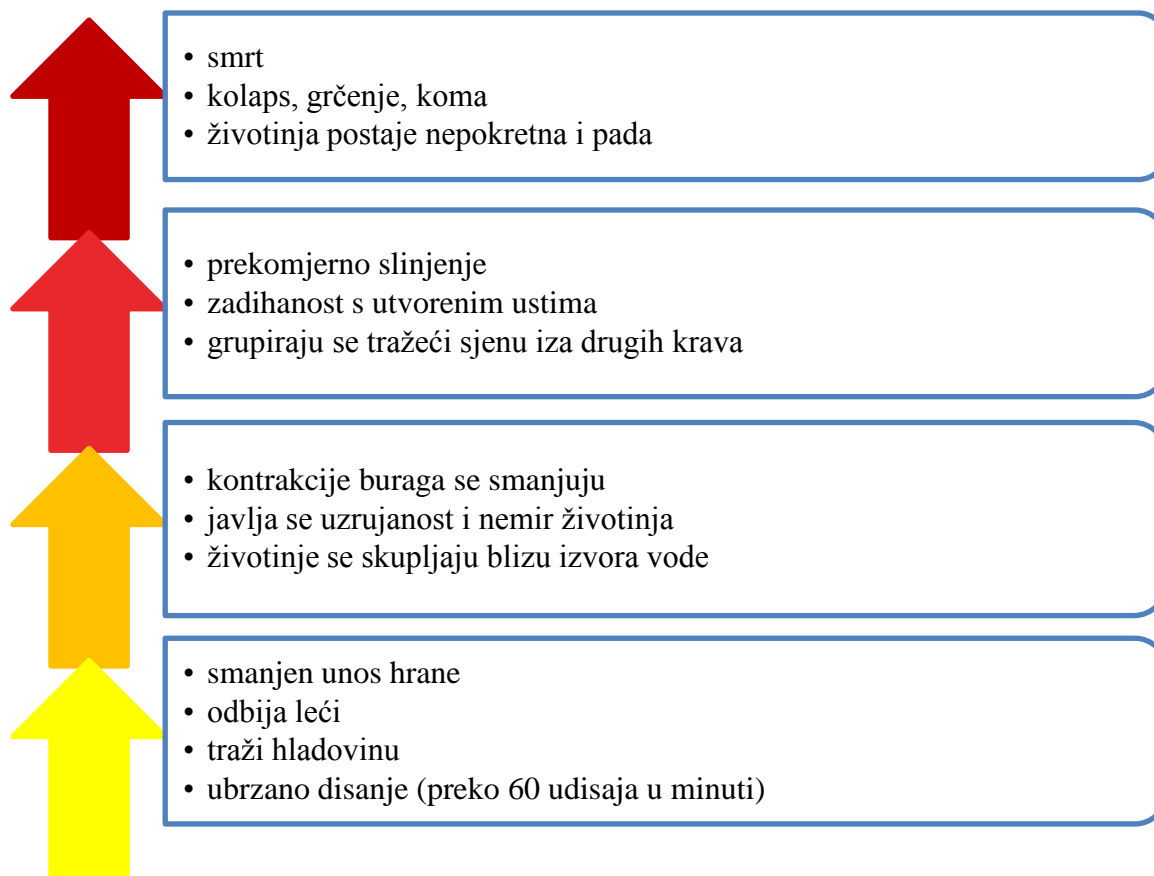 • smrt
• kolaps, grčenje, koma
• životinja postaje nepokretna i pada
• prekomjerno slinjenje
• zadihanost s utvorenim ustima
• grupiraju se tražeći sjenu iza drugih krava
• kontrakcije buraga se smanjuju
• javlja se uzrujanost i nemir životinja
• životinje se skupljaju blizu izvora vode
• smanjen unos hrane
• odbija leći
• traži hladovinu
• ubrzano disanje (preko 60 udisaja u minuti)